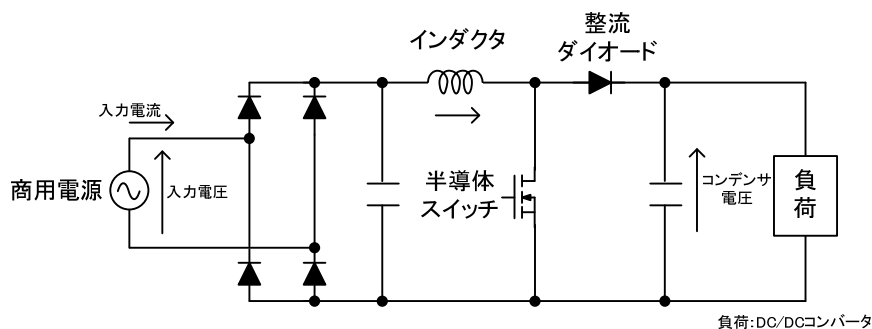 インダクタ
整流
ダイオード
入力電流
商用電源
入力電圧
半導体
スイッチ
コンデンサ
電圧
負
荷
負荷:DC/DCコンバータ